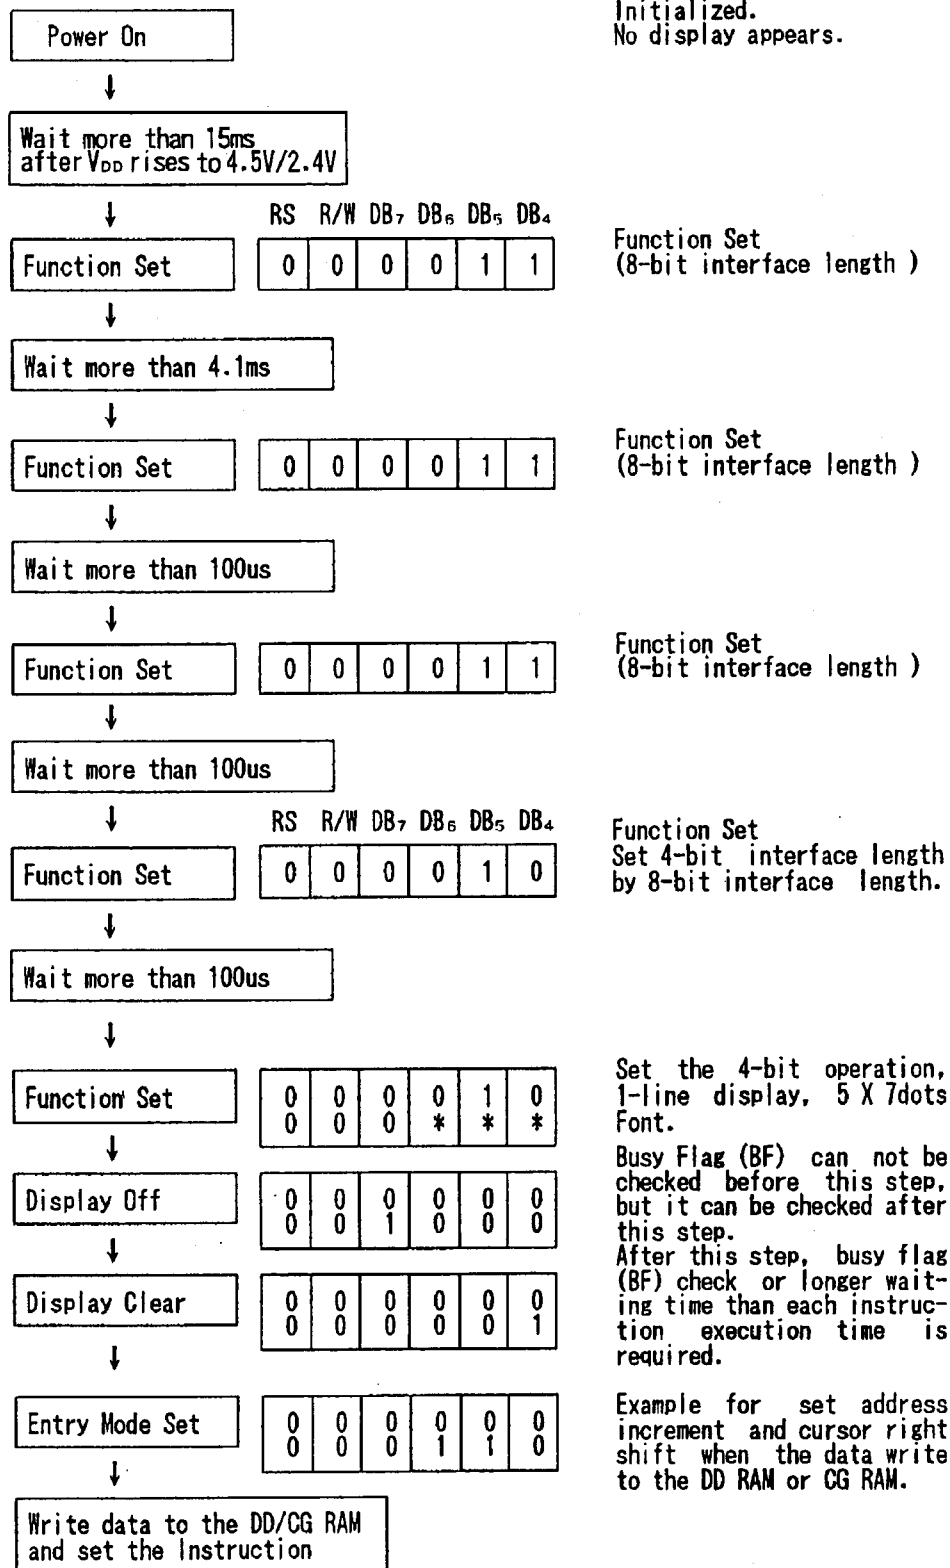 Power On
Initialized.
No display appears.
↓
Wait more than 15ms
after VDD rises to 4.5V/2.4V
↓
RS R/W DB7 DB6 DB5 DB4
Function Set
0 0 0 0 1 1
Function Set
(8-bit interface length )
↓
Wait more than 4.1ms
↓
Function Set
0 0 0 0 1 1
Function Set
(8-bit interface length )
↓
Wait more than 100us
↓
Function Set
0 0 0 0 1 1
Function Set
(8-bit interface length )
↓
Wait more than 100us
↓
RS R/W DB7 DB6 DB5 DB4
Function Set
0 0 0 0 1 0
Function Set
Set 4-bit interface length
by 8-bit interface length.
↓
Wait more than 100us
↓
Function Set
0 0 0 0 1 0
0 0 0 * * *
Set the 4-bit operation,
1-line display, 5 X 7dots
Font.
↓
Display Off
0 0 0 0 0 0
0 0 1 0 0 0
Busy Flag (BF) can not be
checked before this step,
but it can be checked after
this step.
↓
Display Clear
0 0 0 0 0 0
0 0 0 0 0 1
After this step, busy flag
(BF) check or longer wait-
ing time than each instruc-
tion execution time is
required.
↓
Entry Mode Set
0 0 0 0 0 0
0 0 0 1 1 0
Example for set address
increment and cursor right
shift when the data write
to the DD RAM or CG RAM.
↓
Write data to the DD/CG RAM
and set the Instruction